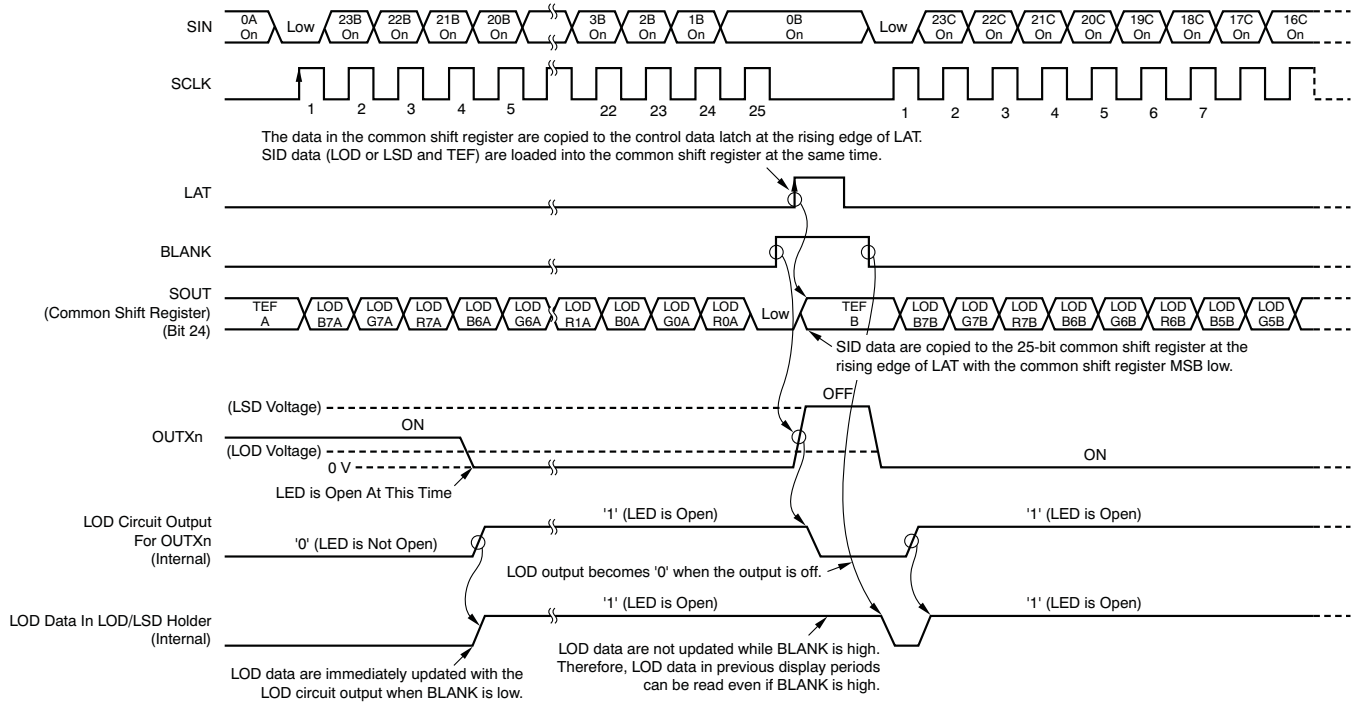 SIN
0A On Low 23B On 22B On 21B On 20B On 3B On 2B On 1B On 0B On Low 23C On 22C On 21C On 20C On 19C On 18C On 17C On 16C On
SCLK
1 2 3 4 5 22 23 24 25 1 2 3 4 5 6 7
The data in the common shift register are copied to the control data latch at the rising edge of LAT.
SID data (LOD or LSD and TEF) are loaded into the common shift register at the same time.
LAT
BLANK
SOUT
(Common Shift Register)
(Bit 24)
TEF A LOD B7A LOD G7A LOD R7A LOD B6A LOD G6A LOD R1A LOD B0A LOD G0A LOD R0A Low TEF B LOD B7B LOD G7B LOD R7B LOD B6B LOD G6B LOD R6B LOD B5B LOD G5B
SID data are copied to the 25-bit common shift register at the
rising edge of LAT with the common shift register MSB low.
OUTXn
(LSD Voltage)
OFF
ON
(LOD Voltage)
ON
0 V
LED is Open At This Time
LOD Circuit Output
For OUTXn
(Internal)
'0' (LED is Not Open)
'1' (LED is Open)
'1' (LED is Open)
LOD output becomes '0' when the output is off.
LOD Data In LOD/LSD Holder
(Internal)
'1' (LED is Open)
'1' (LED is Open)
LOD data are immediately updated with the
LOD circuit output when BLANK is low.
LOD data are not updated while BLANK is high.
Therefore, LOD data in previous display periods
can be read even if BLANK is high.